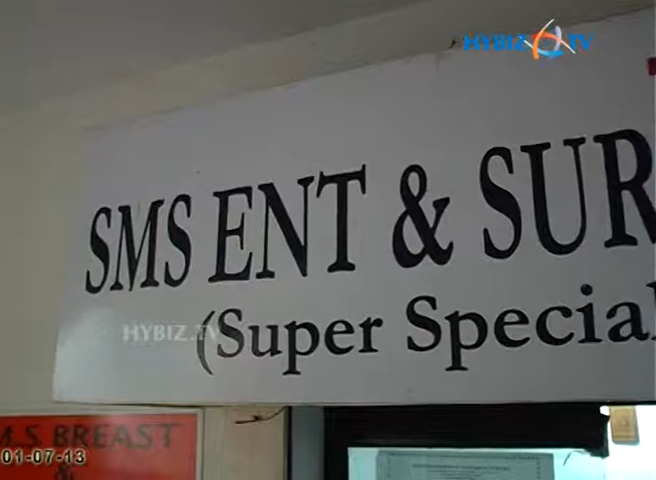 HYBIZ TV
SMS ENT & SUR
HYBIZ.TV
(Super Special
M.S BREAST
01-07-13
&